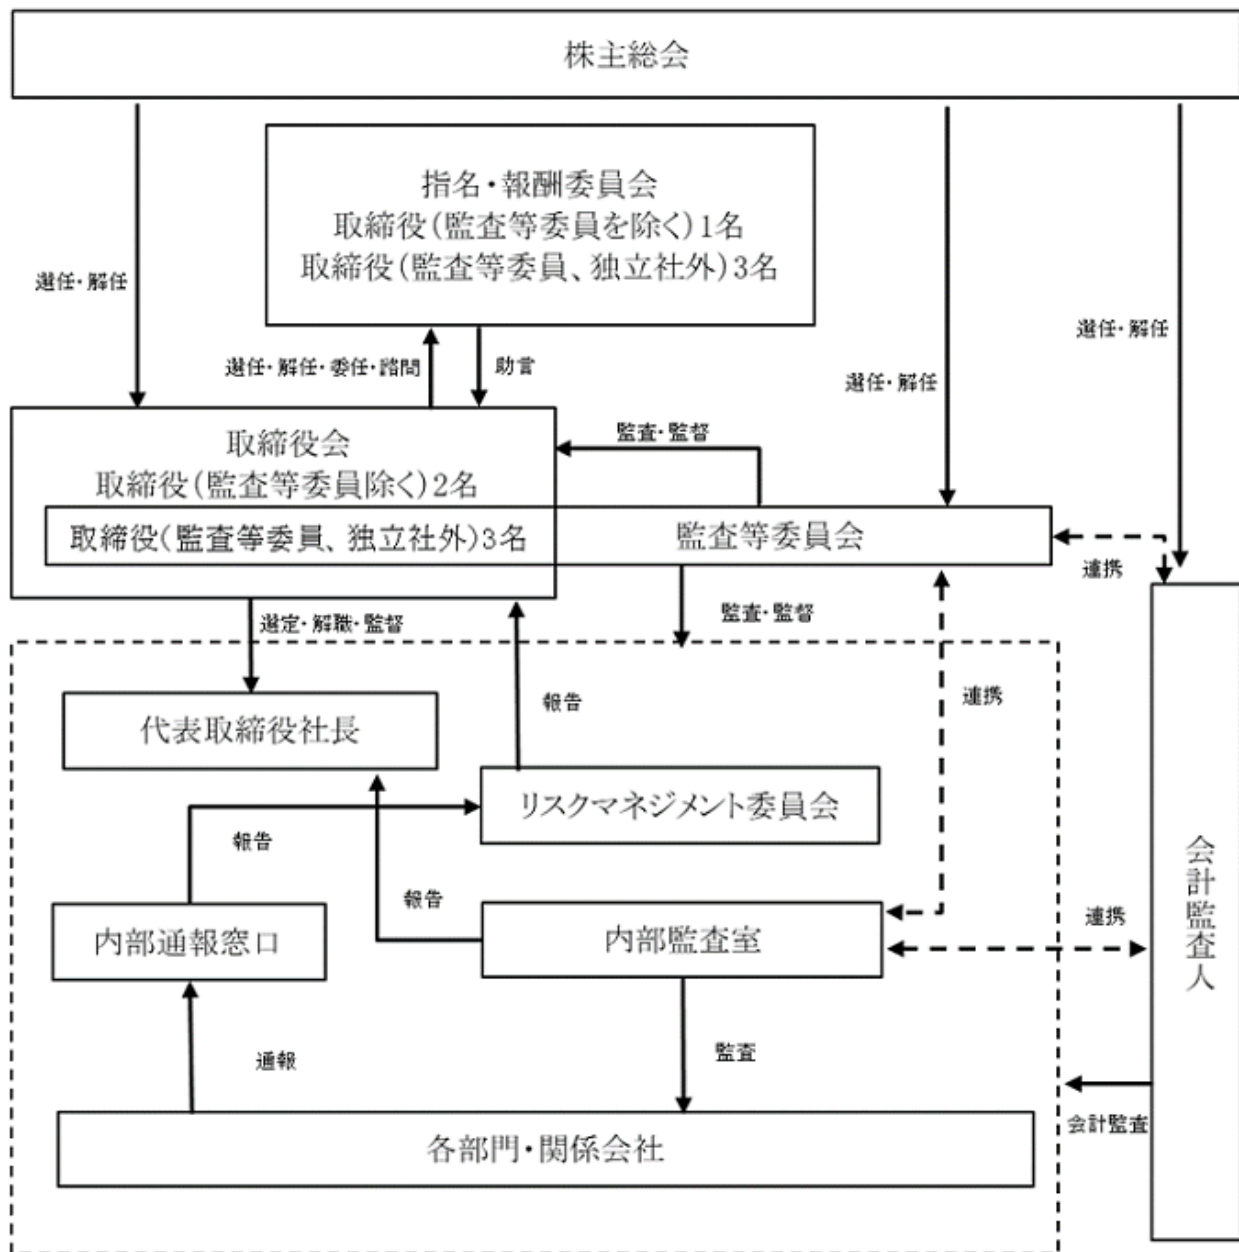 株主総会
指名・報酬委員会
取締役(監査等委員を除く)1名
取締役(監査等委員、独立社外)3名
選任・解任
選任・解任
選任・解任・委任・諮問
助言
選任・解任
取締役会
取締役(監査等委員除く)2名
取締役(監査等委員、独立社外)3名
監査・監督
監査等委員会
連携
選定・解職・監督
監査・監督
報告
連携
代表取締役社長
リスクマネジメント委員会
報告
報告
内部通報窓口
内部監査室
連携
会計監査人
通報
監査
会計監査
各部門・関係会社